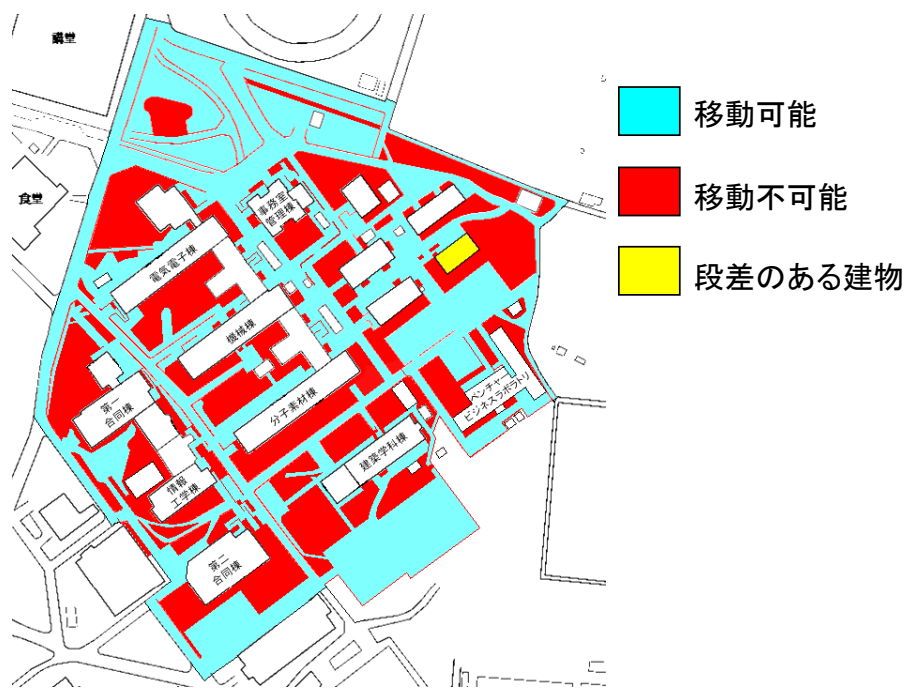 講堂
移動可能
食堂
移動不可能
事務室
管理棟
段差のある建物
電気電子棟
機械棟
分子素材棟
第一
合同棟
ベンチャー
ビジネスラボラトリ
建築学科棟
情報
工学棟
第二
合同棟